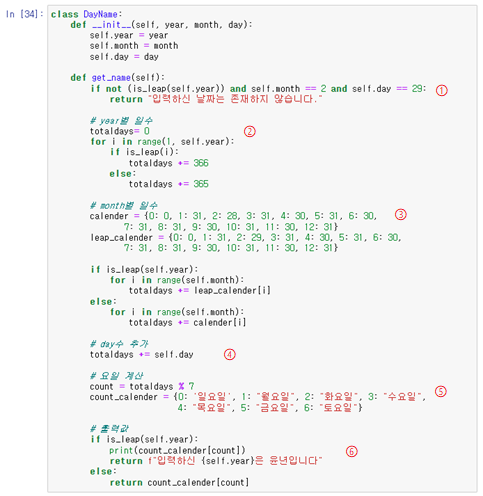 In [34]: class DayName:
def __init__(self, year, month, day):
self.year = year
self.month = month
self.day = day
def get_name(self):
if not (is_leap(self.year)) and self.month == 2 and self.day == 29: ①
return "입력하신 날짜는 존재하지 않습니다."
# year별 일수
totaldays= 0 ②
for i in range(1, self.year):
if is_leap(i):
totaldays += 366
else:
totaldays += 365
# month별 일수
calender = {0: 0, 1: 31, 2: 28, 3: 31, 4: 30, 5: 31, 6: 30, ③
7: 31, 8: 31, 9: 30, 10: 31, 11: 30, 12: 31}
leap_calender = {0: 0, 1: 31, 2: 29, 3: 31, 4: 30, 5: 31, 6: 30,
7: 31, 8: 31, 9: 30, 10: 31, 11: 30, 12: 31}
if is_leap(self.year):
for i in range(self.month):
totaldays += leap_calender[i]
else:
for i in range(self.month):
totaldays += calender[i]
# day수 추가
totaldays += self.day ④
# 요일 계산
count = totaldays % 7
count_calender = {0: '일요일', 1: "월요일", 2: "화요일", 3: "수요일", ⑤
4: "목요일", 5: "금요일", 6: "토요일"}
# 출력값
if is_leap(self.year):
print(count_calender[count]) ⑥
return f"입력하신 {self.year}은 윤년입니다"
else:
return count_calender[count]